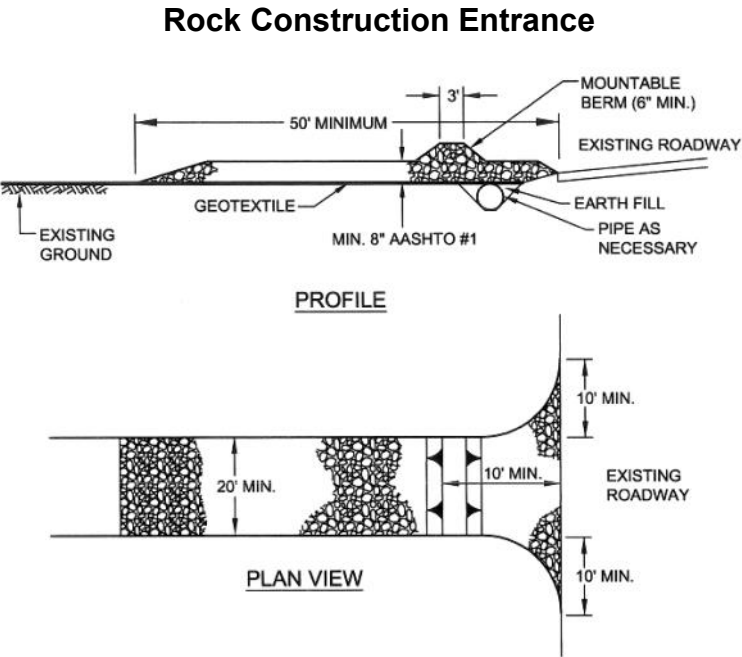 Rock Construction Entrance
MOUNTABLE
BERM (6" MIN.)
3'
50' MINIMUM
EXISTING ROADWAY
GEOTEXTILE
EARTH FILL
EXISTING
GROUND
MIN. 8" AASHTO #1
PIPE AS
NECESSARY
PROFILE
10' MIN.
20' MIN.
10' MIN.
EXISTING
ROADWAY
10' MIN.
PLAN VIEW